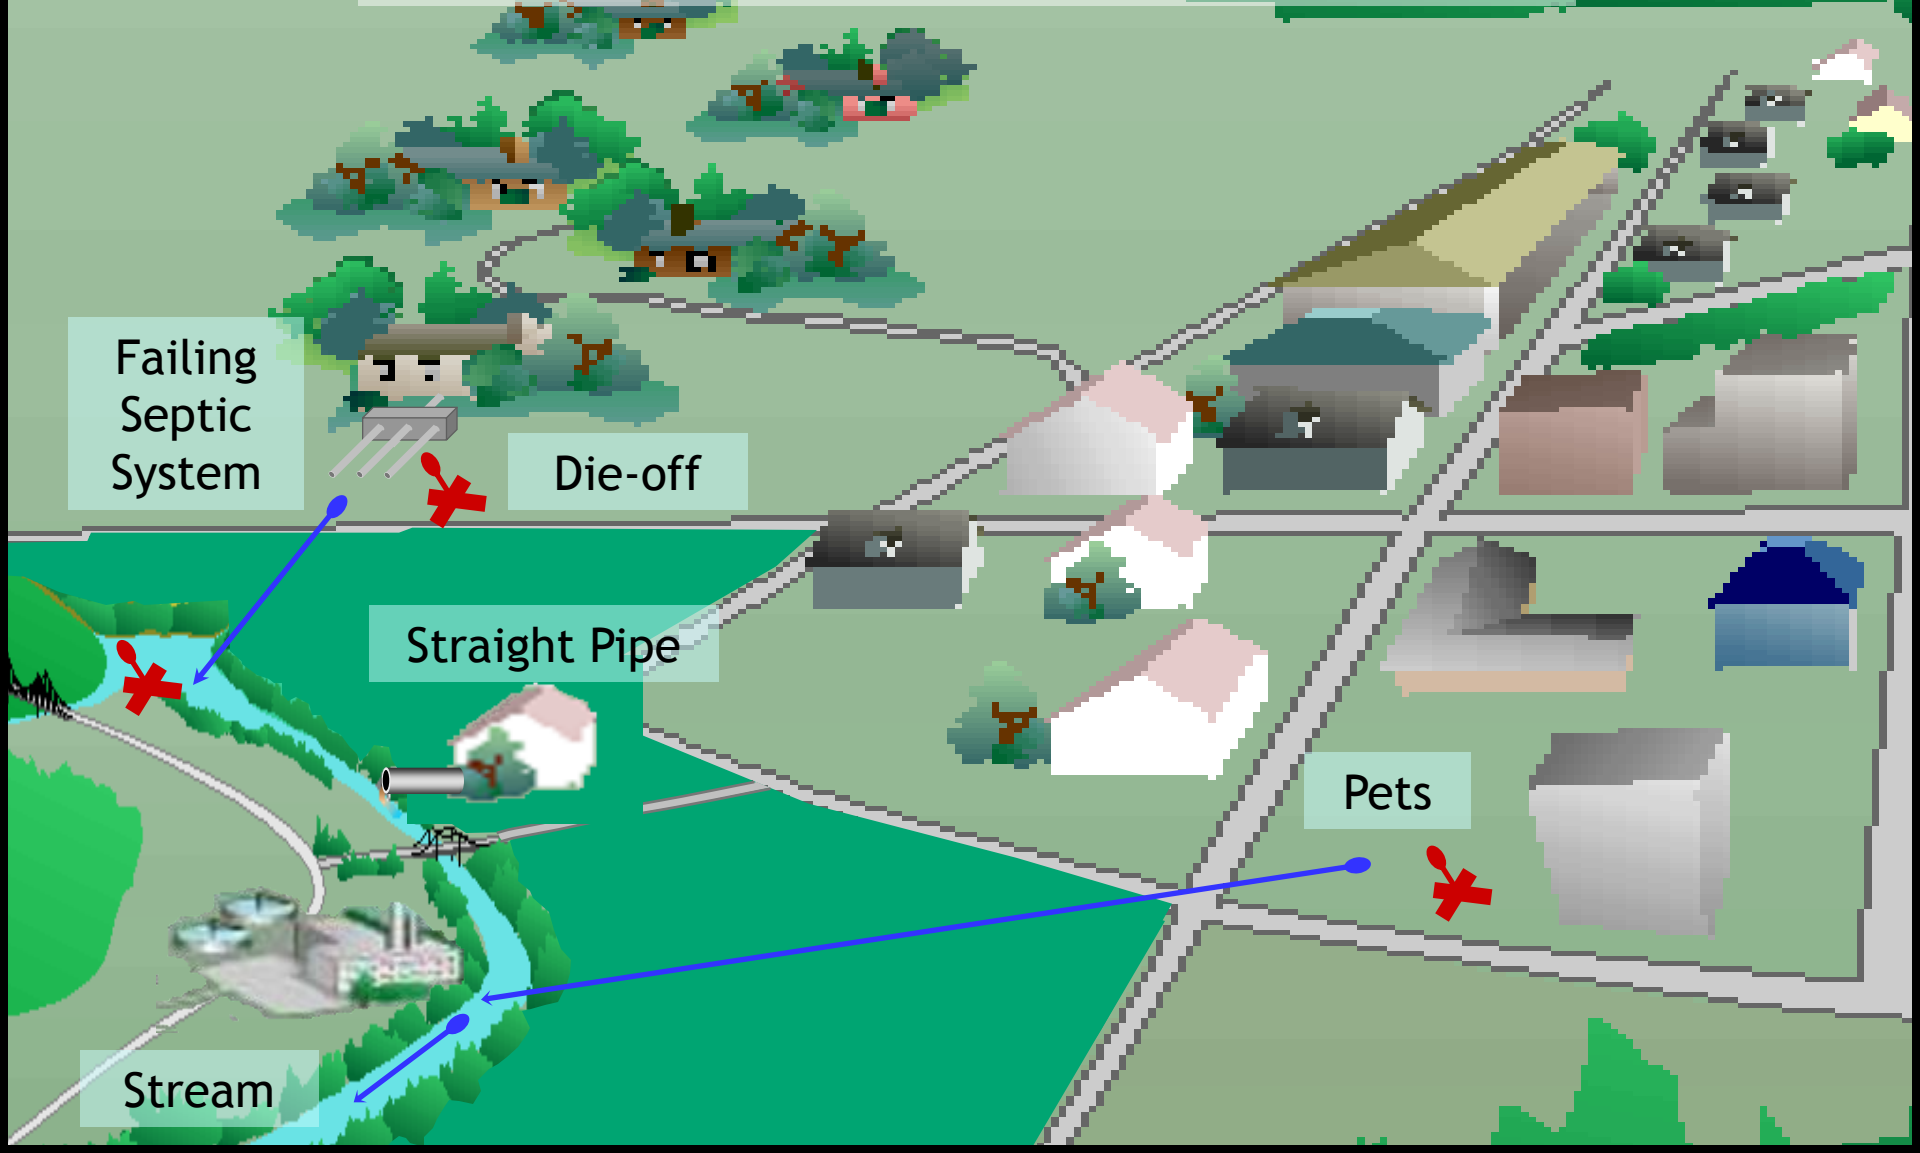 Failing
Septic
System
Die-off
Straight Pipe
Pets
Stream